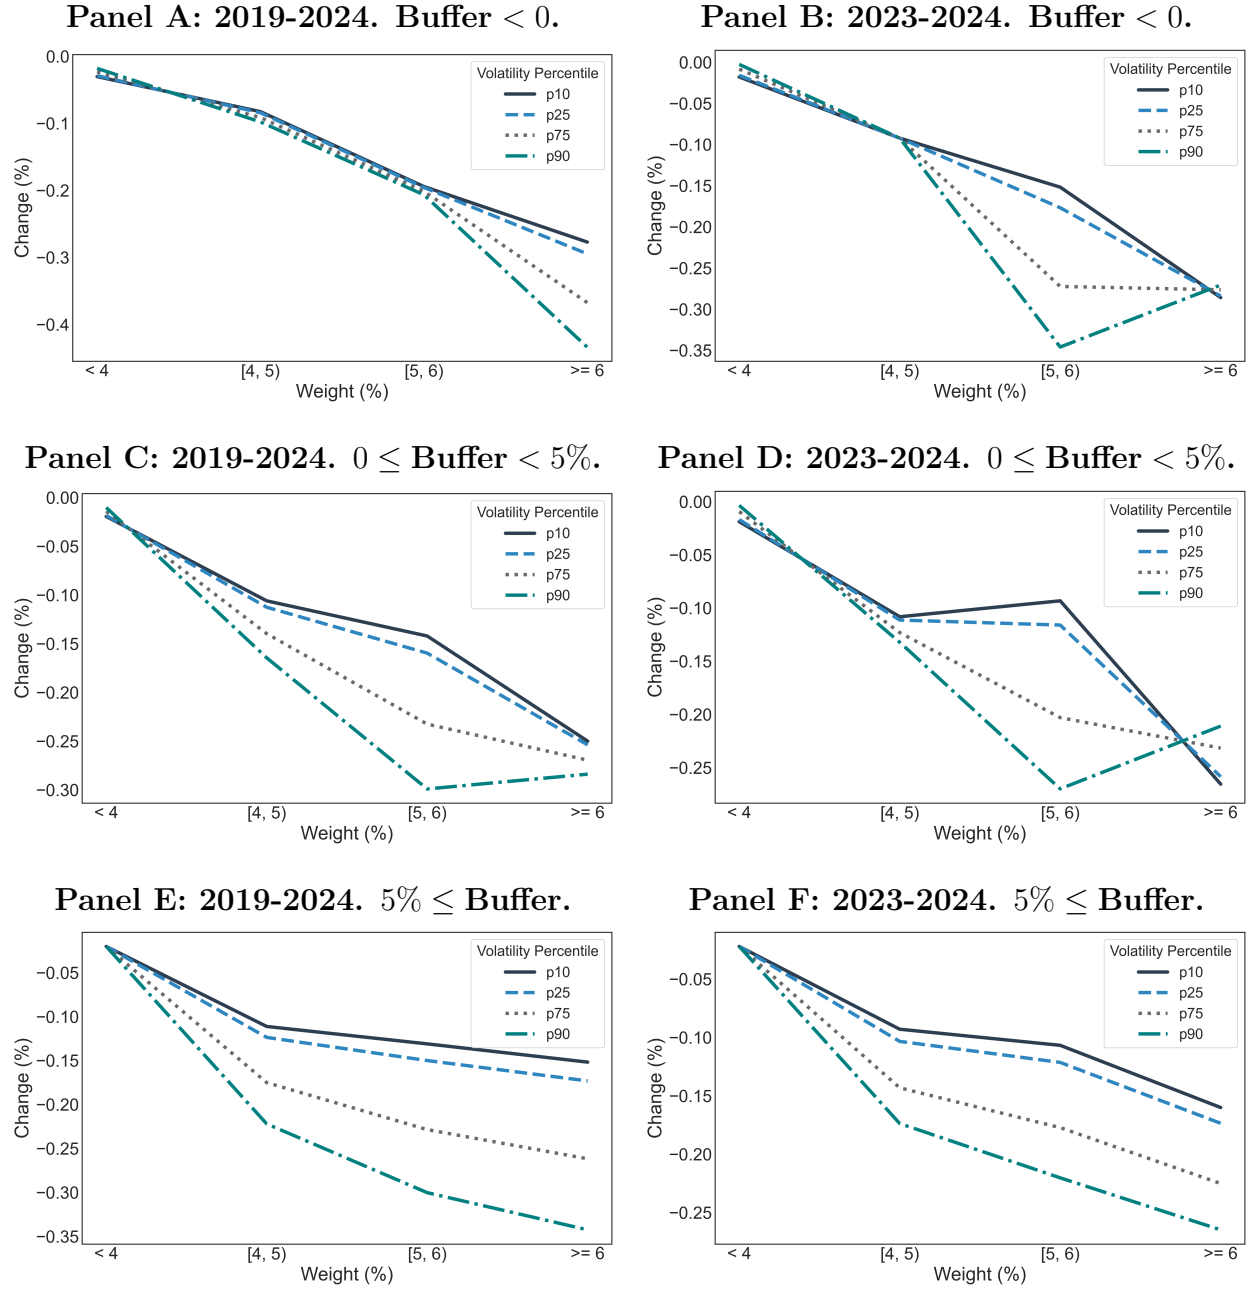 Panel A: 2019-2024. Buffer < 0.
Volatility Percentile
p10
p25
p75
p90
0.0
−0.1
−0.2
−0.3
−0.4
Change (%)
< 4
[4, 5)
[5, 6)
>= 6
Weight (%)
Panel B: 2023-2024. Buffer < 0.
Volatility Percentile
p10
p25
p75
p90
0.00
−0.05
−0.10
−0.15
−0.20
−0.25
−0.30
−0.35
Change (%)
< 4
[4, 5)
[5, 6)
>= 6
Weight (%)
Panel C: 2019-2024. 0 ≤ Buffer < 5%.
Volatility Percentile
p10
p25
p75
p90
0.00
−0.05
−0.10
−0.15
−0.20
−0.25
−0.30
Change (%)
< 4
[4, 5)
[5, 6)
>= 6
Weight (%)
Panel D: 2023-2024. 0 ≤ Buffer < 5%.
Volatility Percentile
p10
p25
p75
p90
0.00
−0.05
−0.10
−0.15
−0.20
−0.25
Change (%)
< 4
[4, 5)
[5, 6)
>= 6
Weight (%)
Panel E: 2019-2024. 5% ≤ Buffer.
Volatility Percentile
p10
p25
p75
p90
−0.05
−0.10
−0.15
−0.20
−0.25
−0.30
−0.35
Change (%)
< 4
[4, 5)
[5, 6)
>= 6
Weight (%)
Panel F: 2023-2024. 5% ≤ Buffer.
Volatility Percentile
p10
p25
p75
p90
−0.05
−0.10
−0.15
−0.20
−0.25
Change (%)
< 4
[4, 5)
[5, 6)
>= 6
Weight (%)